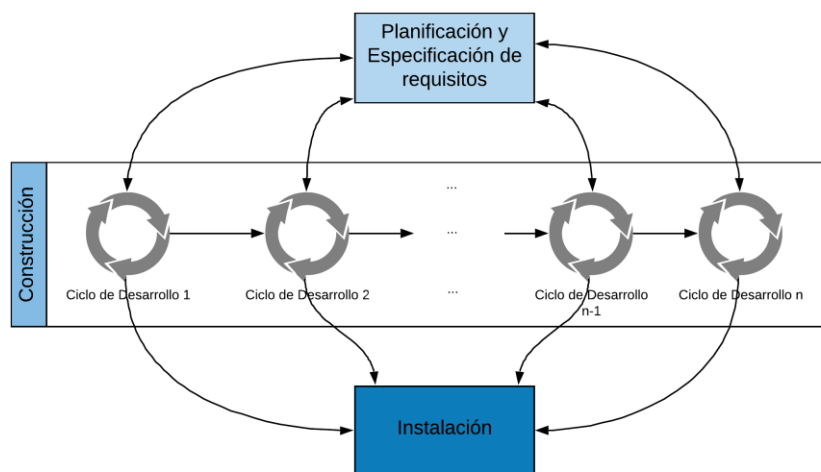 Planificación y
Especificación de
requisitos
Construcción
...
...
Ciclo de Desarrollo 1
Ciclo de Desarrollo 2
...
Ciclo de Desarrollo
n-1
Ciclo de Desarrollo n
Instalación